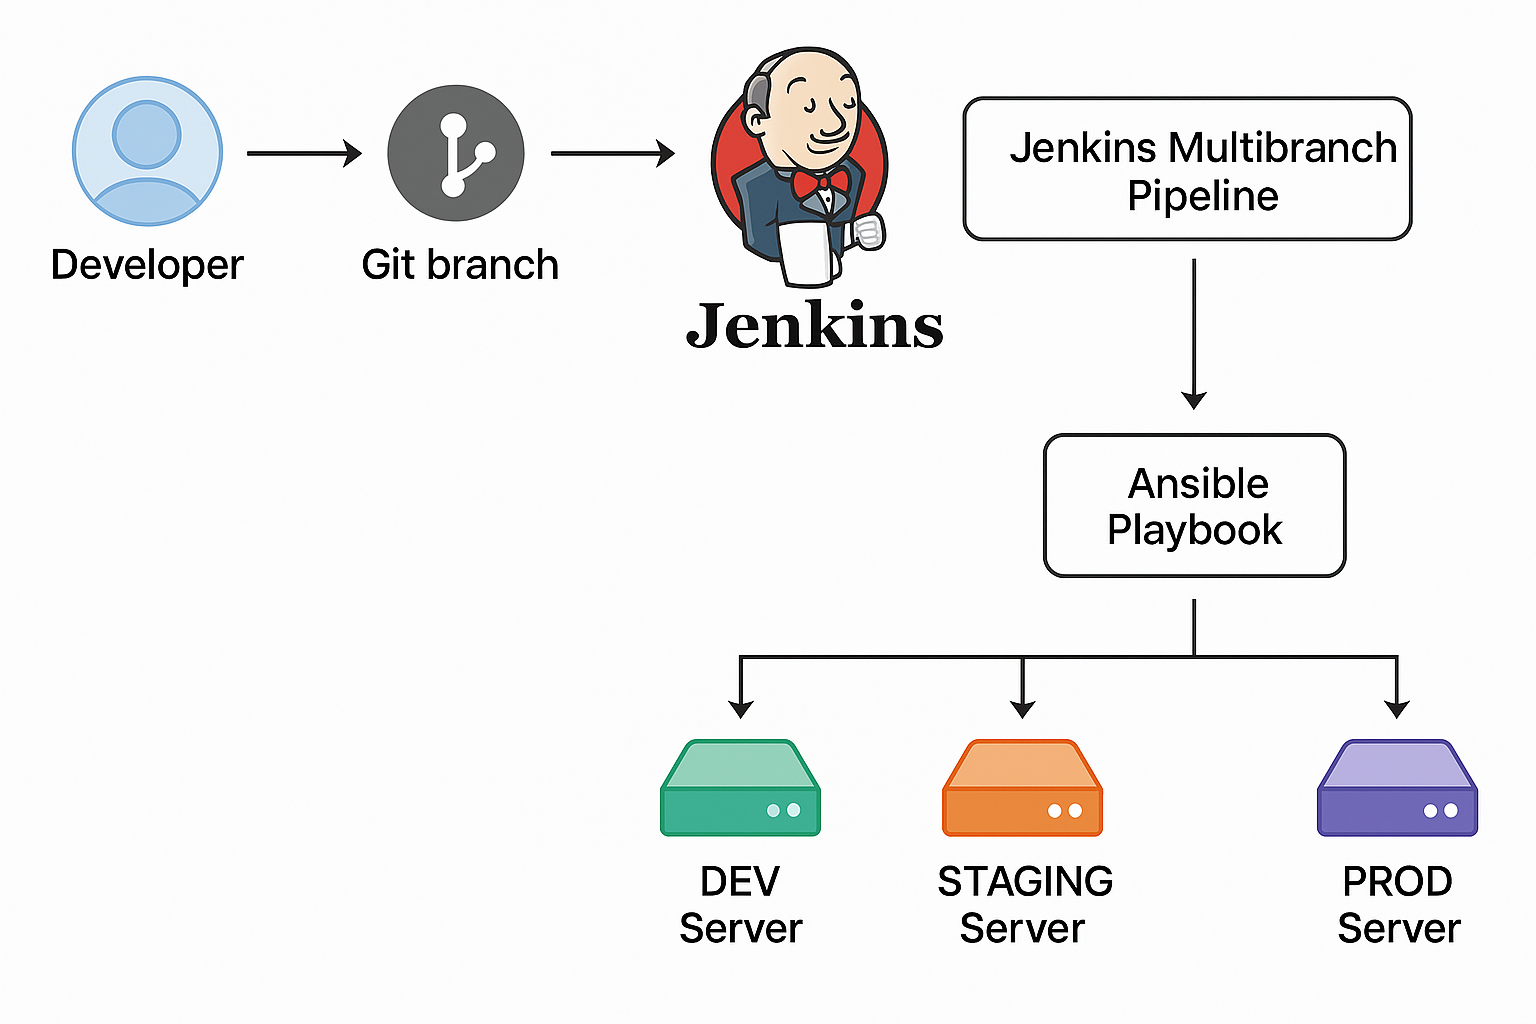 Developer
Git branch
Jenkins
Jenkins Multibranch
Pipeline
Ansible
Playbook
DEV
Server
STAGING
Server
PROD
Server